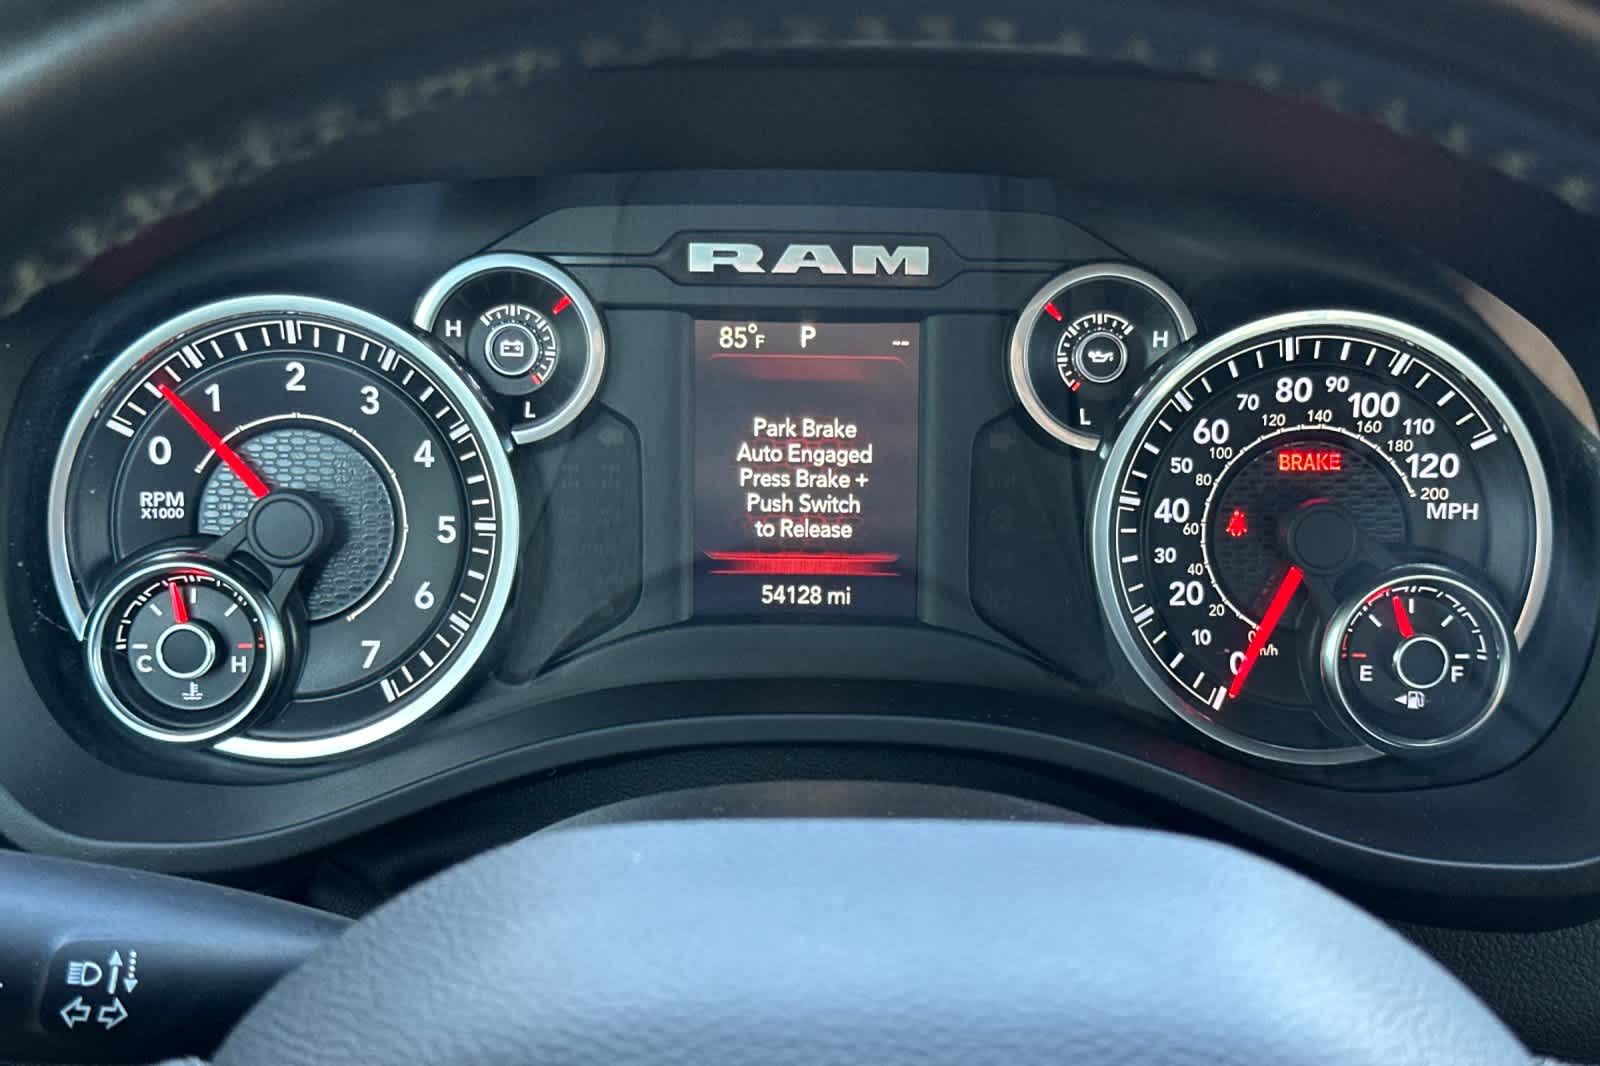 RAM
85°F P --
Park Brake
Auto Engaged
Press Brake +
Push Switch
to Release
54128 mi
0
1
2
3
4
5
6
7
RPM
X1000
C H
H
L
H
L
0
10
20
30
40
50
60
70
80
90
100
110
120
MPH
0
20
40
60
80
100
120
140
160
180
200
BRAKE
E F